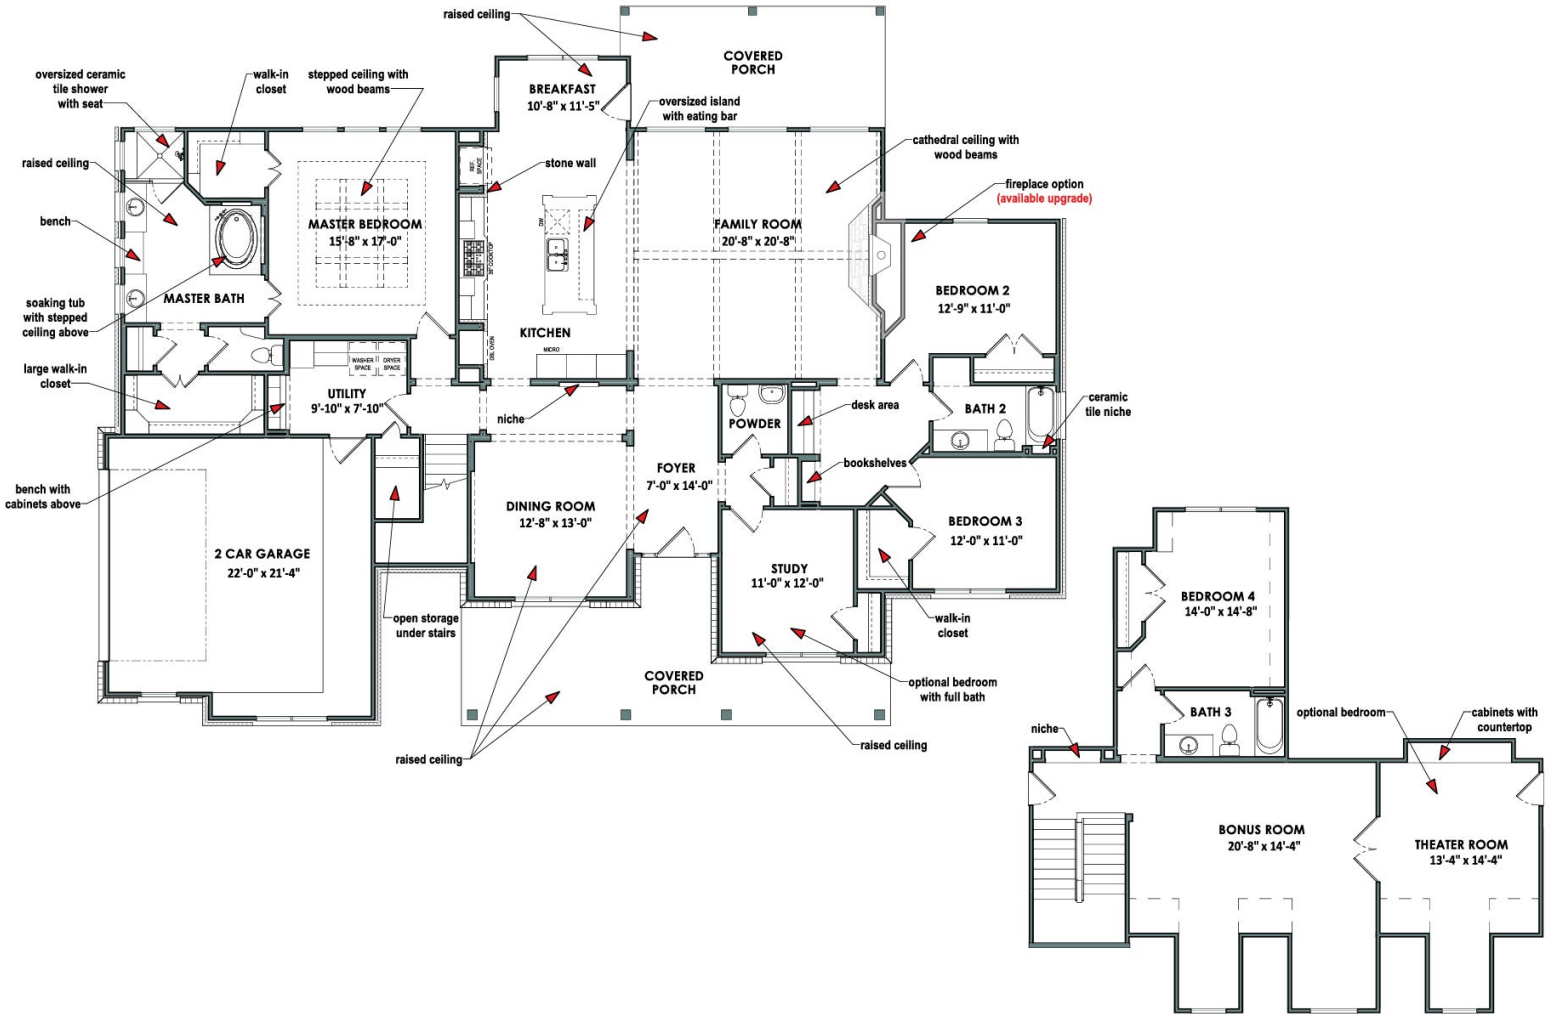 raised ceiling
COVERED
PORCH
oversized ceramic
tile shower
with seat
walk-in
closet
stepped ceiling with
wood beams
BREAKFAST
10'-8" x 11'-5"
oversized island
with eating bar
cathedral ceiling with
wood beams
raised ceiling
REF.
SPACE
stone wall
fireplace option
(available upgrade)
bench
MASTER BEDROOM
15'-8" x 17'-0"
DW
36" COOKTOP
FAMILY ROOM
20'-8" x 20'-8"
soaking tub
with stepped
ceiling above
MASTER BATH
BEDROOM 2
12'-9" x 11'-0"
KITCHEN
MICRO
DBL OVEN
large walk-in
closet
WASHER
SPACE
DRYER
SPACE
UTILITY
9'-10" x 7'-10"
niche
POWDER
desk area
BATH 2
ceramic
tile niche
bench with
cabinets above
FOYER
7'-0" x 14'-0"
bookshelves
DINING ROOM
12'-8" x 13'-0"
BEDROOM 3
12'-0" x 11'-0"
2 CAR GARAGE
22'-0" x 21'-4"
STUDY
11'-0" x 12'-0"
open storage
under stairs
walk-in
closet
COVERED
PORCH
optional bedroom
with full bath
raised ceiling
raised ceiling
BEDROOM 4
14'-0" x 14'-8"
BATH 3
niche
optional bedroom
cabinets with
countertop
BONUS ROOM
20'-8" x 14'-4"
THEATER ROOM
13'-4" x 14'-4"